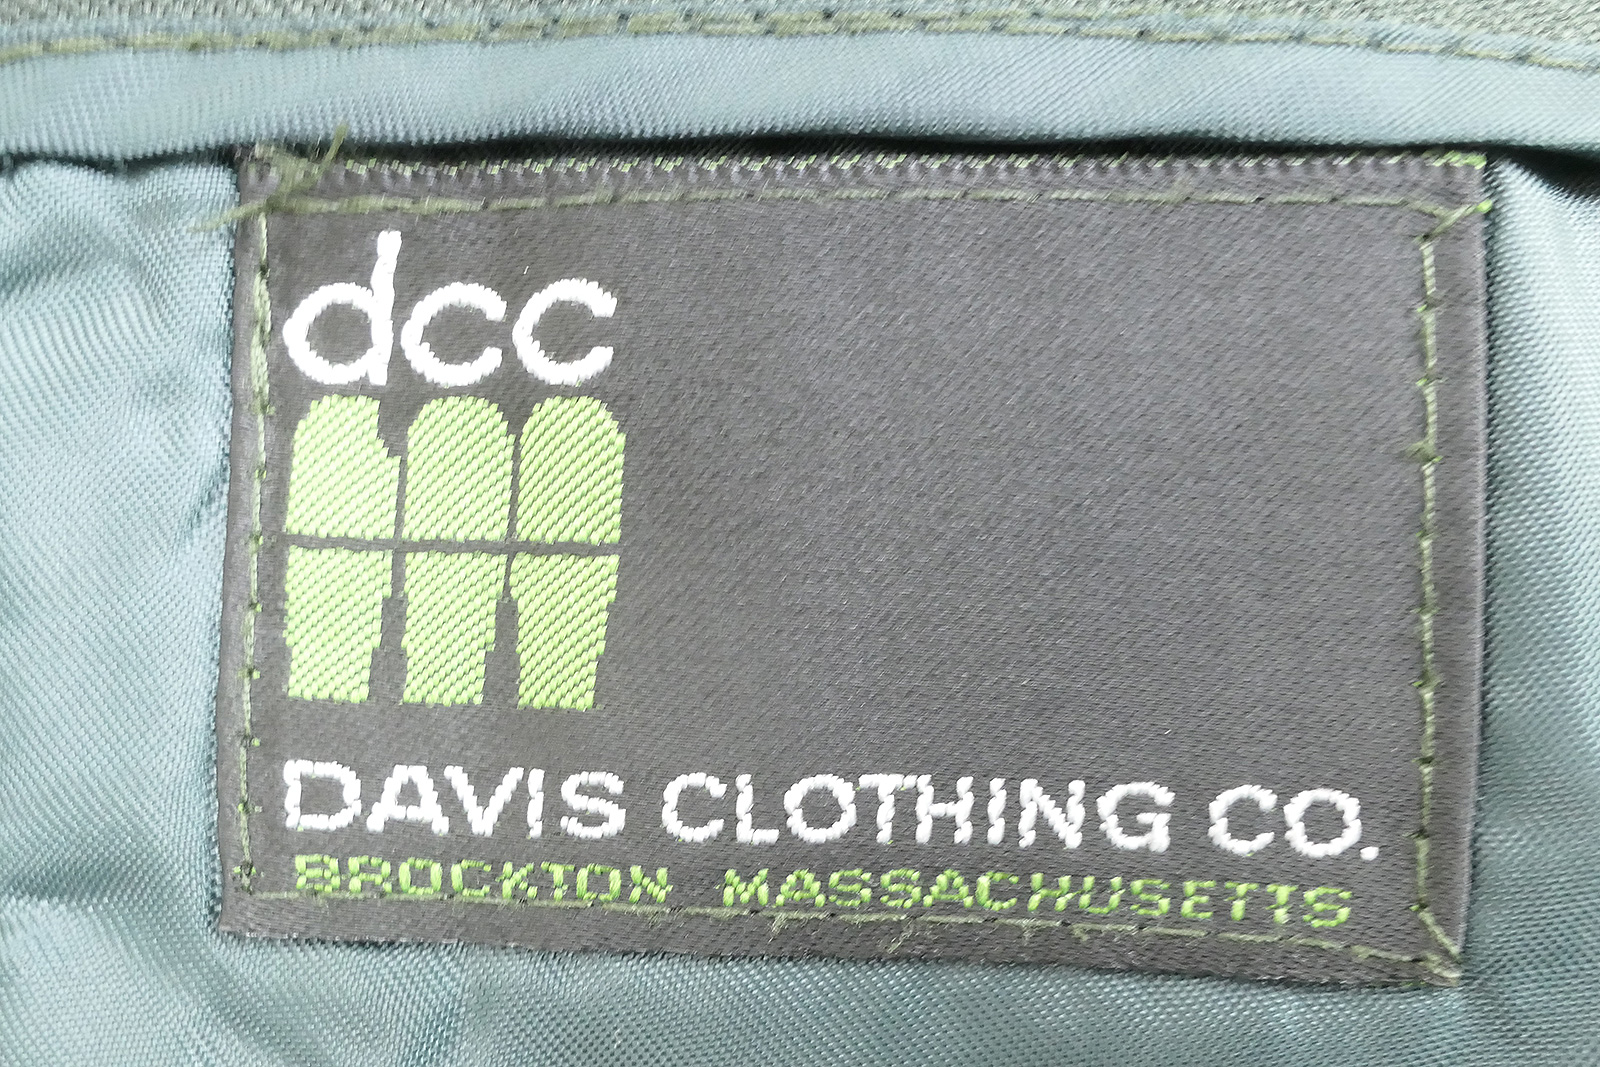 dcc
DAVIS CLOTHING CO.
BROCKTON MASSACHUSETTS